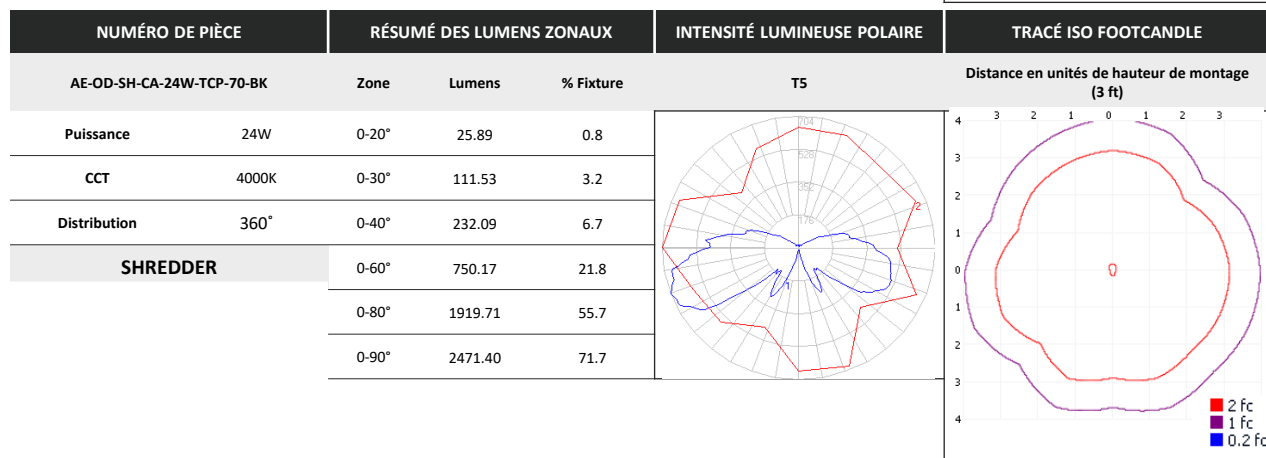 NUMÉRO DE PIÈCE
RÉSUMÉ DES LUMENS ZONAUX
INTENSITÉ LUMINEUSE POLAIRE
TRACÉ ISO FOOTCANDLE
AE-OD-SH-CA-24W-TCP-70-BK
Zone Lumens % Fixture
T5
Distance en unités de hauteur de montage
(3 ft)
Puissance 24W
0-20° 25.89 0.8
CCT 4000K
0-30° 111.53 3.2
Distribution 360°
0-40° 232.09 6.7
SHREDDER
0-60° 750.17 21.8
0-80° 1919.71 55.7
0-90° 2471.40 71.7
704
528
352
176
2
1
3 2 1 0 1 2 3
4
3
2
1
0
1
2
3
4
2 fc
1 fc
0.2 fc